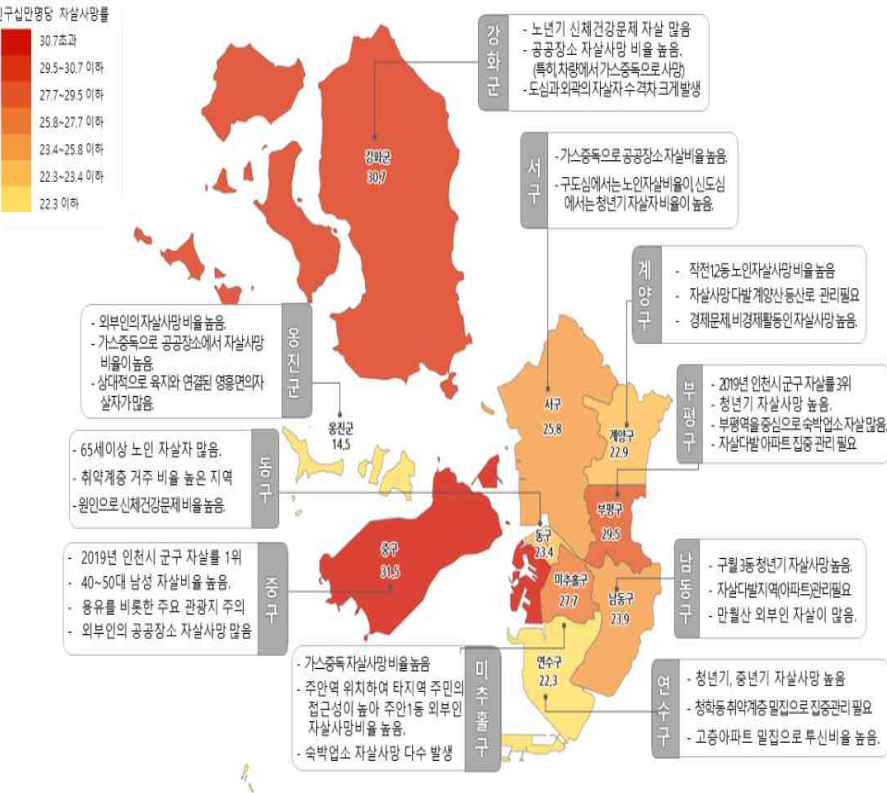 인구십만명당 자살사망률
30.7초과
29.5~30.7 이하
27.7~29.5 이하
25.8~27.7 이하
23.4~25.8 이하
22.3~23.4 이하
22.3 이하
강화군
- 노년기 신체건강문제 자살 많음
- 공공장소 자살사망 비율 높음.
(특히, 차량에서 가스중독으로 사망)
- 도심과 외곽의 자살자 수 격차 크게 발생
강화군
30.7
서구
- 가스중독으로 공공장소 자살비율 높음.
- 구도심에서는 노인자살비율이, 신도심
에서는 청년기 자살자 비율이 높음.
계양구
- 작전1,2동 노인자살사망 비율 높음
- 자살사망 다발 계양산 등산로 관리필요
- 경제문제, 비경제활동인 자살사망 높음.
옹진군
- 외부인의 자살사망 비율 높음.
- 가스중독으로 공공장소에서 자살사망
비율이 높음.
- 상대적으로 육지와 연결된 영흥면의 자
살자가 많음.
부평구
- 2019년 인천시 군구 자살률 3위
- 청년기 자살사망 높음.
- 부평역을 중심으로 숙박업소 자살 많음.
- 자살다발 아파트 집중 관리 필요
서구
25.8
계양구
22.9
옹진군
14.5
동구
- 65세이상 노인 자살자 많음.
- 취약계층 거주 비율 높은 지역
- 원인으로 신체건강문제 비율 높음.
부평구
29.5
동구
23.4
중구
31.5
미추홀구
27.7
남동구
23.9
중구
- 2019년 인천시 군구 자살률 1위
- 40~50대 남성 자살비율 높음.
- 용유를 비롯한 주요 관광지 주의
- 외부인의 공공장소 자살사망 많음
남동구
- 구월 3동 청년기 자살사망 높음.
- 자살다발지역(아파트)관리필요
- 만월산 외부인 자살이 많음.
미추홀구
- 가스중독 자살사망 비율 높음
- 주안역 위치하여 타지역 주민의
접근성이 높아 주안1동 외부인
자살사망비율 높음.
- 숙박업소 자살사망 다수 발생
연수구
22.3
연수구
- 청년기, 중년기 자살사망 높음
- 청학동 취약계층 밀집으로 집중관리 필요
- 고층아파트 밀집으로 투신비율 높음.